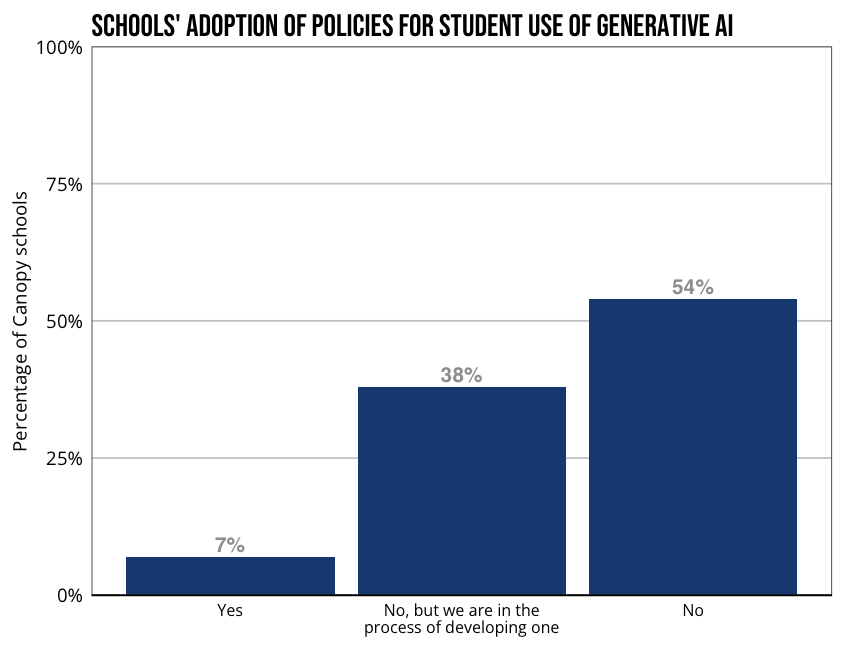 SCHOOLS' ADOPTION OF POLICIES FOR STUDENT USE OF GENERATIVE AI
100%
75%
50%
25%
0%
Percentage of Canopy schools
7%
38%
54%
Yes
No, but we are in the
process of developing one
No